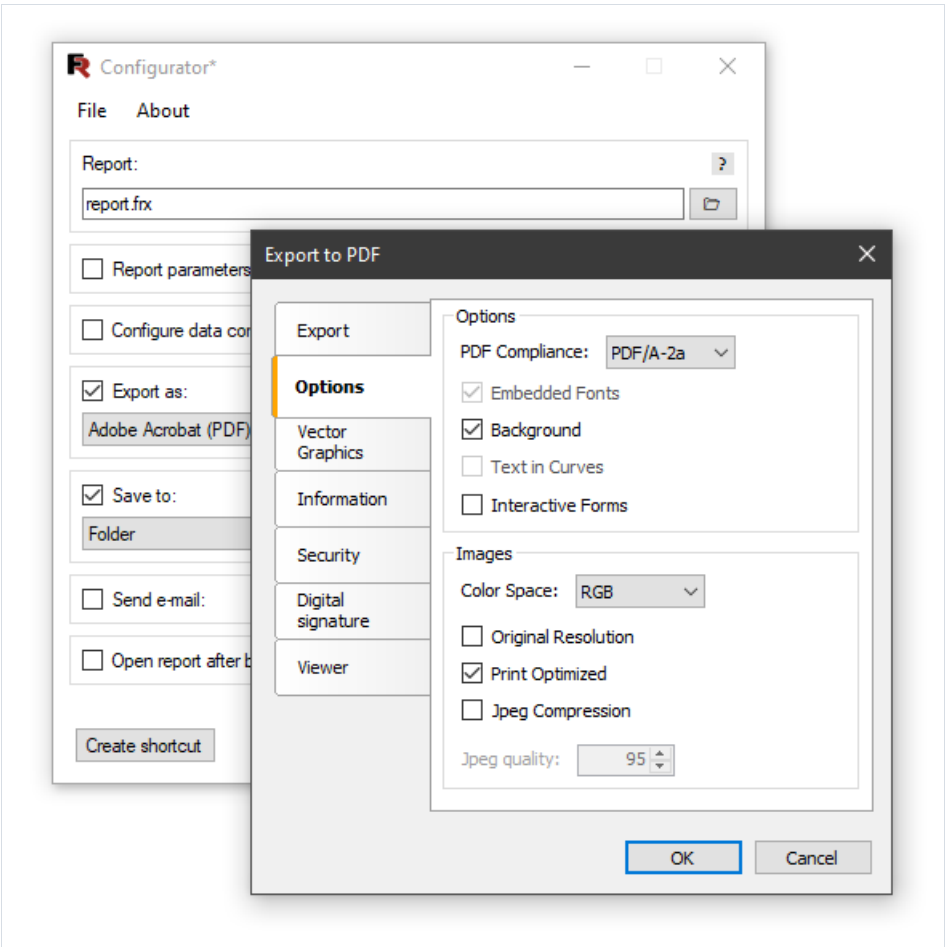 Configurator*
File About
Report:
?
report.frx
Report parameters
Configure data con
Export as:
Adobe Acrobat (PDF)
Save to:
Folder
Send e-mail:
Open report after b
Create shortcut
Export to PDF
Export
Options
Vector
Graphics
Information
Security
Digital
signature
Viewer
Options
PDF Compliance: PDF/A-2a
Embedded Fonts
Background
Text in Curves
Interactive Forms
Images
Color Space: RGB
Original Resolution
Print Optimized
Jpeg Compression
Jpeg quality: 95
OK Cancel